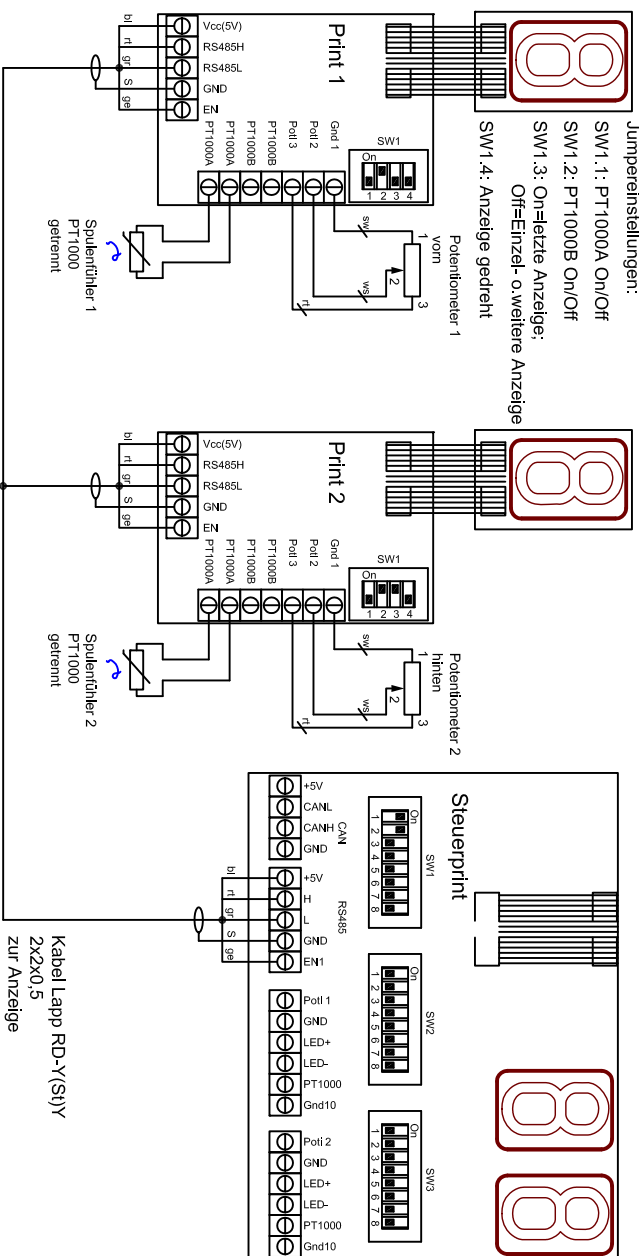 Jumpereinstellungen:
SW1.1: PT1000A On/Off
SW1.2: PT1000B On/Off
SW1.3: On=letzte Anzeige;
Off=Einzel- o.weitere Anzeige
SW1.4: Anzeige gedreht
Print 1
Vcc(5V)
RS485H
RS485L
GND
EN
bl
rt
gr
S
ge
SW1
On
1 2 3 4
Gnd 1
Poti 2
Poti 3
PT1000B
PT1000B
PT1000A
PT1000A
sw
ws
rt
1
2
3
Potentiometer 1
vorn
Spulenfühler 1
PT1000
getrennt
Print 2
Vcc(5V)
RS485H
RS485L
GND
EN
bl
rt
gr
S
ge
SW1
On
1 2 3 4
Gnd 1
Poti 2
Poti 3
PT1000B
PT1000B
PT1000A
PT1000A
sw
ws
rt
1
2
3
Potentiometer 2
hinten
Spulenfühler 2
PT1000
getrennt
Steuerprint
SW1
On
1 2 3 4 5 6 7 8
SW2
On
1 2 3 4 5 6 7 8
SW3
On
1 2 3 4 5 6 7 8
CAN
+5V
CANL
CANH
GND
RS485
+5V
H
L
GND
EN1
bl
rt
gr
S
ge
Poti 1
GND
LED+
LED-
PT1000
Gnd10
Poti 2
GND
LED+
LED-
PT1000
Gnd10
Kabel Lapp RD-Y(St)Y
2x2x0,5
zur Anzeige